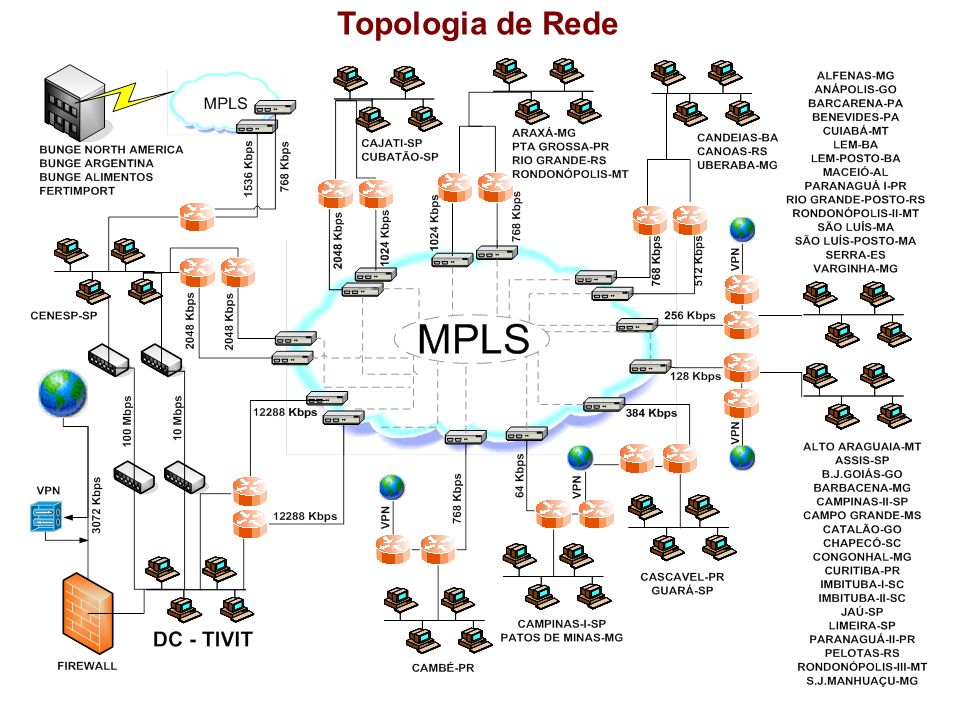 Topologia de Rede
MPLS
BUNGE NORTH AMERICA
BUNGE ARGENTINA
BUNGE ALIMENTOS
FERTIMPORT
1536 Kbps
768 Kbps
CAJATI-SP
CUBATÃO-SP
2048 Kbps
1024 Kbps
ARAXÁ-MG
PTA GROSSA-PR
RIO GRANDE-RS
RONDONÓPOLIS-MT
1024 Kbps
768 Kbps
CANDEIAS-BA
CANOAS-RS
UBERABA-MG
768 Kbps
512 Kbps
ALFENAS-MG
ANÁPOLIS-GO
BARCARENA-PA
BENEVIDES-PA
CUIABÁ-MT
LEM-BA
LEM-POSTO-BA
MACEIÓ-AL
PARANAGUÁ I-PR
RIO GRANDE-POSTO-RS
RONDONÓPOLIS-II-MT
SÃO LUÍS-MA
SÃO LUÍS-POSTO-MA
SERRA-ES
VARGINHA-MG
VPN
256 Kbps
CENESP-SP
2048 Kbps
2048 Kbps
MPLS
128 Kbps
VPN
100 Mbps
10 Mbps
12288 Kbps
12288 Kbps
384 Kbps
VPN
3072 Kbps
VPN
768 Kbps
64 Kbps
VPN
ALTO ARAGUAIA-MT
ASSIS-SP
B.J.GOIÁS-GO
BARBACENA-MG
CAMPINAS-II-SP
CAMPO GRANDE-MS
CATALÃO-GO
CHAPECÓ-SC
CONGONHAL-MG
CURITIBA-PR
IMBITUBA-I-SC
IMBITUBA-II-SC
JAÚ-SP
LIMEIRA-SP
PARANAGUÁ-II-PR
PELOTAS-RS
RONDONÓPOLIS-III-MT
S.J.MANHUAÇU-MG
CASCAVEL-PR
GUARÁ-SP
CAMPINAS-I-SP
PATOS DE MINAS-MG
CAMBÉ-PR
DC - TIVIT
FIREWALL